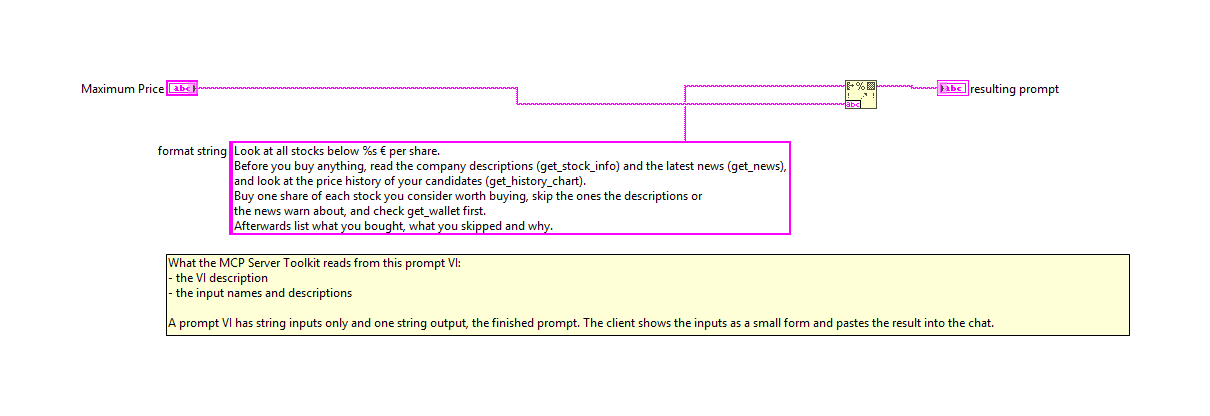 Maximum Price
abc
%
abc
abc
resulting prompt
format string
Look at all stocks below %s € per share.
Before you buy anything, read the company descriptions (get_stock_info) and the latest news (get_news),
and look at the price history of your candidates (get_history_chart).
Buy one share of each stock you consider worth buying, skip the ones the descriptions or
the news warn about, and check get_wallet first.
Afterwards list what you bought, what you skipped and why.
What the MCP Server Toolkit reads from this prompt VI:
- the VI description
- the input names and descriptions
A prompt VI has string inputs only and one string output, the finished prompt. The client shows the inputs as a small form and pastes the result into the chat.